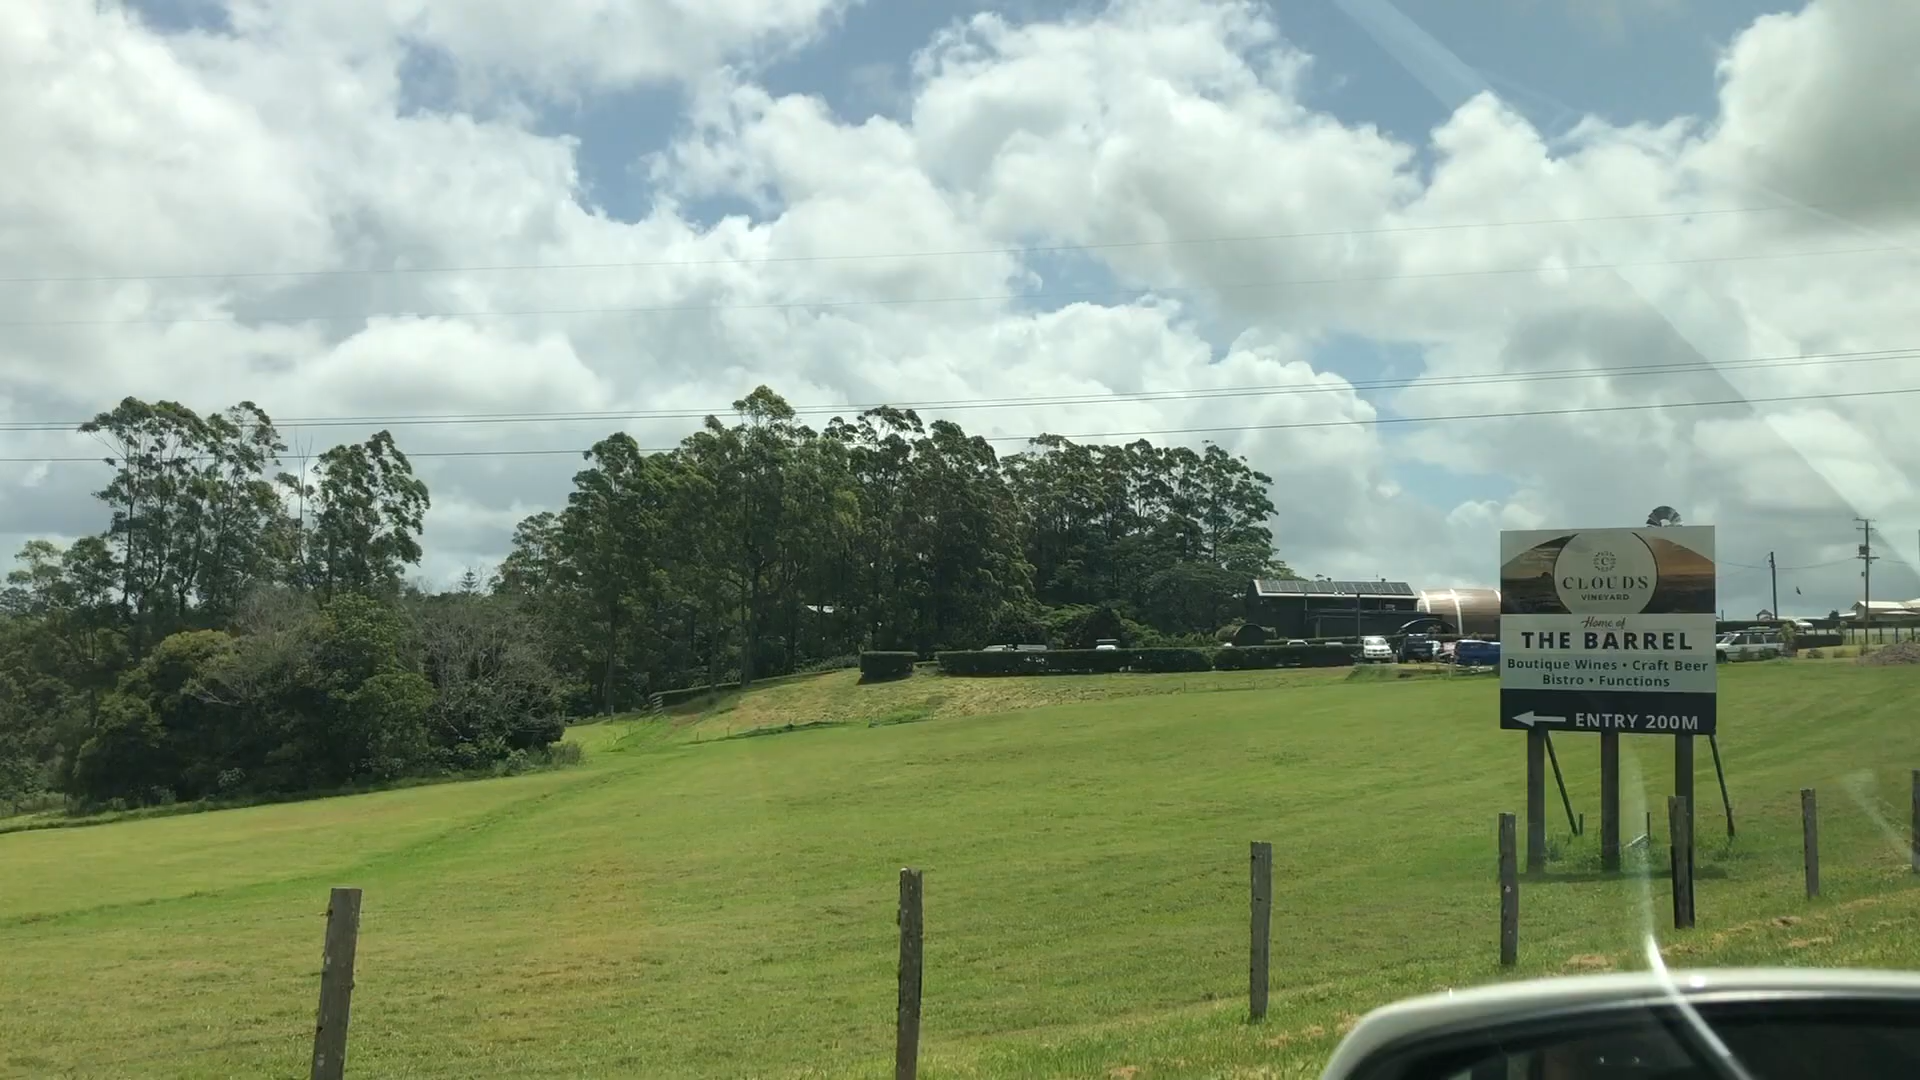 C
CLOUDS
VINEYARD
Home of
THE BARREL
Boutique Wines • Craft Beer
Bistro • Functions
← ENTRY 200M